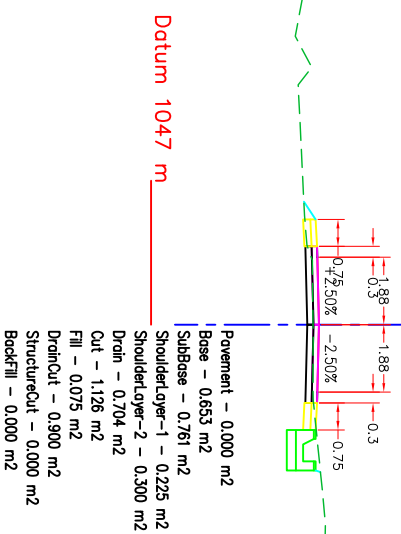 Datum 1047 m
0.75
0.3
1.88
+2.50%
-2.50%
1.88
0.3
0.75
Pavement - 0.000 m2
Base - 0.653 m2
SubBase - 0.761 m2
ShoulderLayer-1 - 0.225 m2
ShoulderLayer-2 - 0.300 m2
Drain - 0.704 m2
Cut - 1.126 m2
Fill - 0.075 m2
DrainCut - 0.900 m2
StructureCut - 0.000 m2
BackFill - 0.000 m2